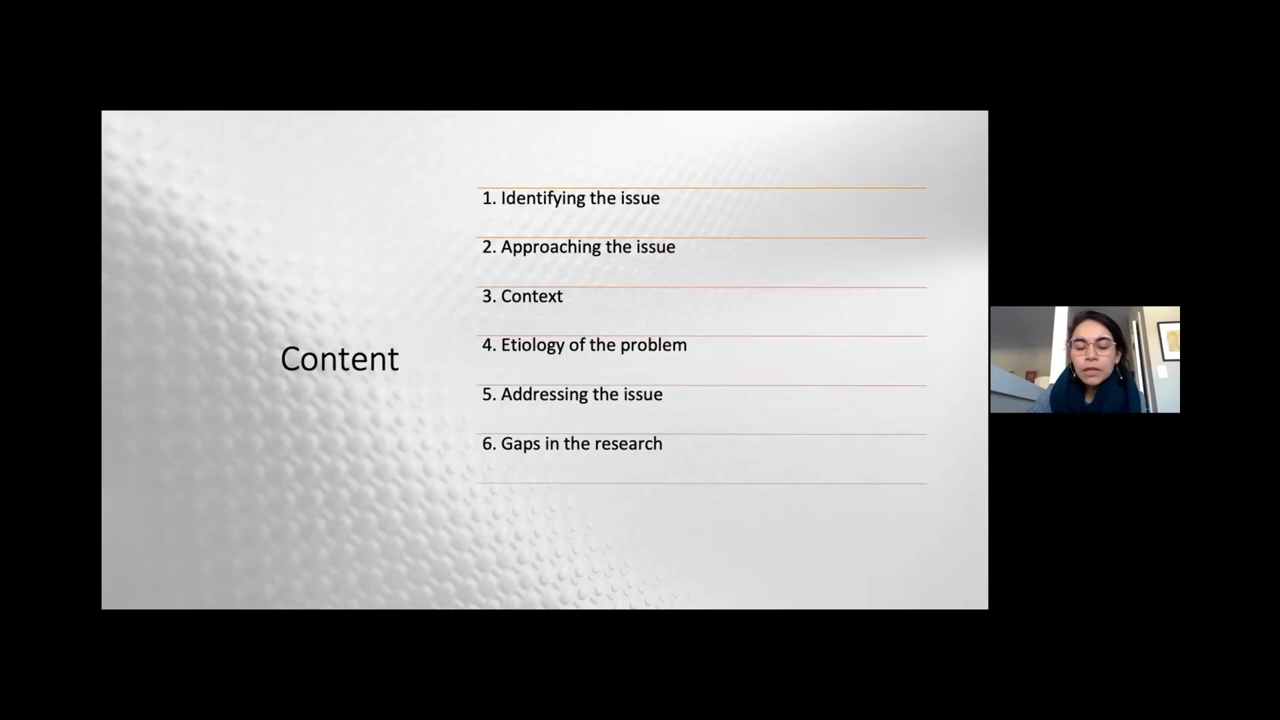 Content
1. Identifying the issue
2. Approaching the issue
3. Context
4. Etiology of the problem
5. Addressing the issue
6. Gaps in the research